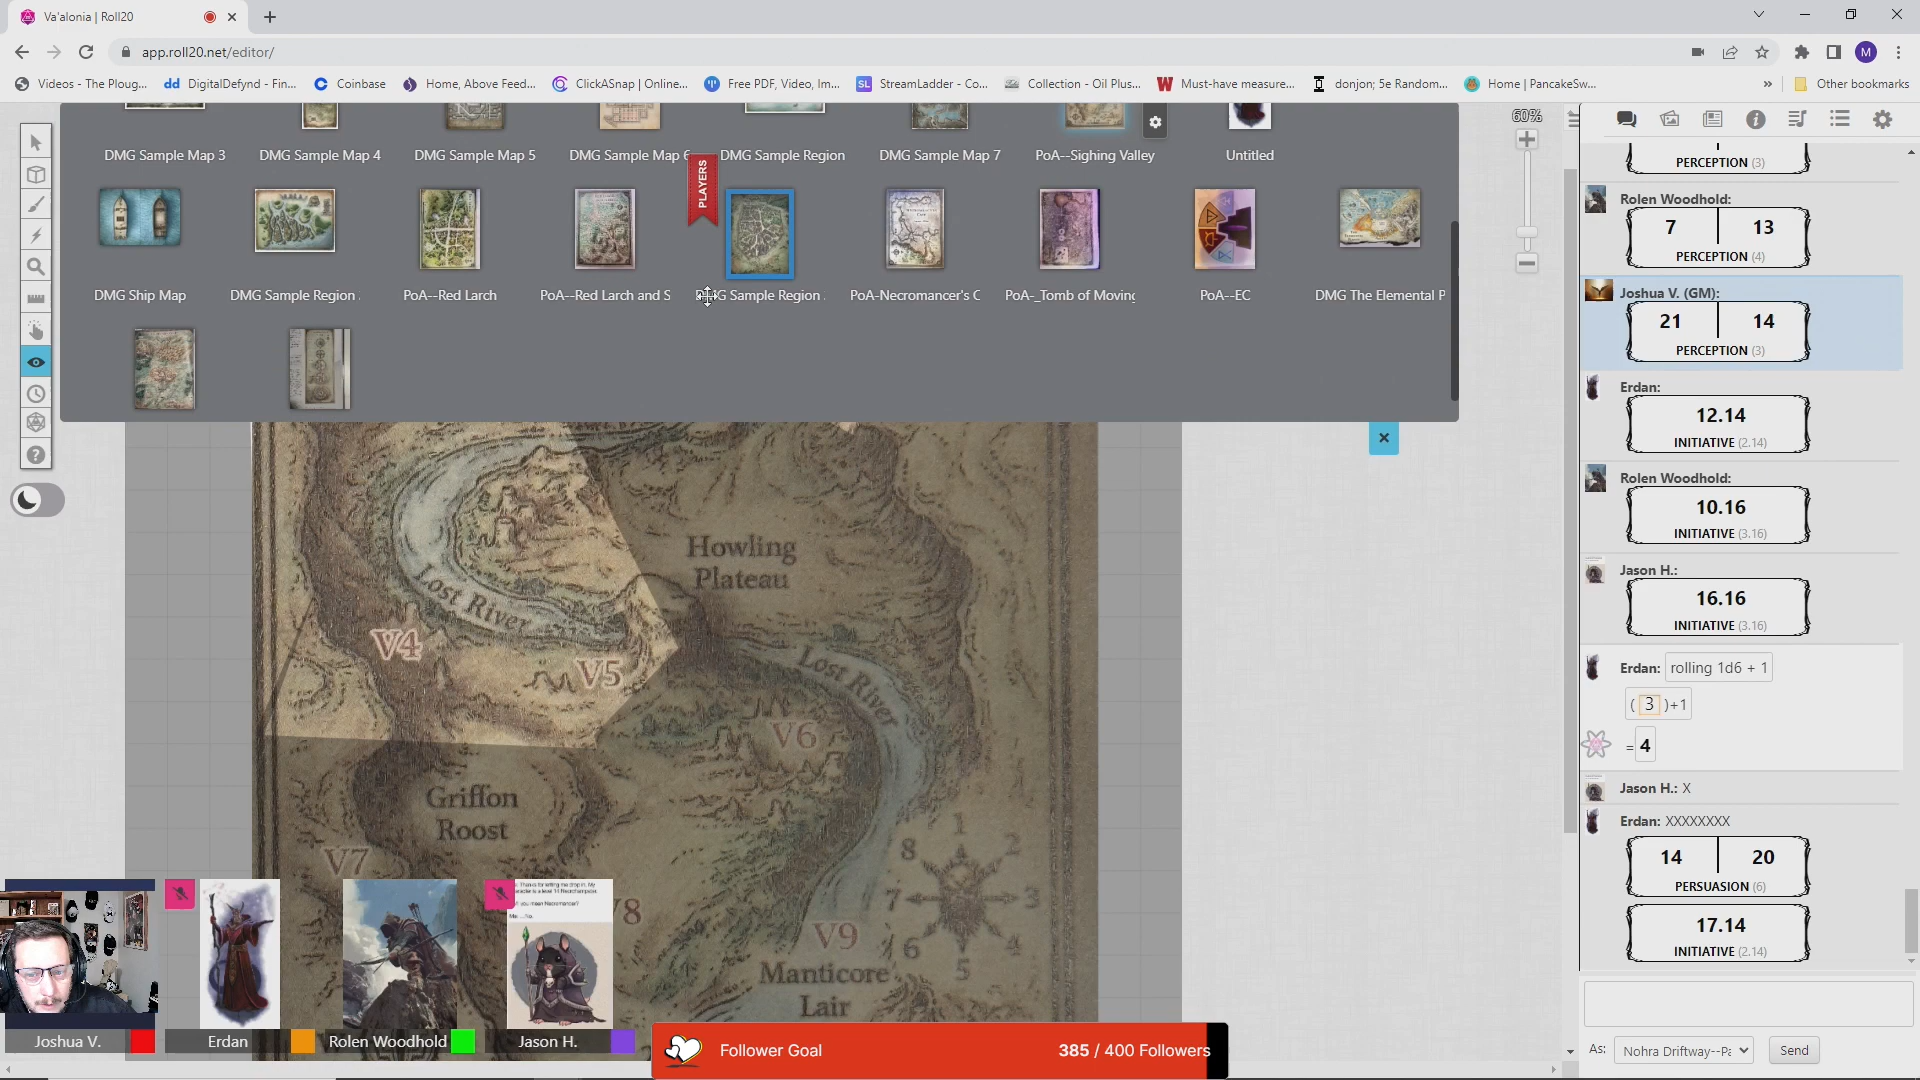 Va'alonia | Roll20
app.roll20.net/editor/
Videos - The Ploug...
DigitalDefynd - Fin...
Coinbase
Home, Above Feed...
ClickASnap | Online...
Free PDF, Video, Im...
StreamLadder - Co...
Collection - Oil Plus...
Must-have measure...
donjon; 5e Random...
Home | PancakeSw...
Other bookmarks
M
DMG Sample Map 3
DMG Sample Map 4
DMG Sample Map 5
DMG Sample Map 6
DMG Sample Region
DMG Sample Map 7
PoA--Sighing Valley
Untitled
PLAYERS
DMG Ship Map
DMG Sample Region
PoA--Red Larch
PoA--Red Larch and S
DMG Sample Region
PoA-Necromancer's C
PoA-_Tomb of Moving
PoA--EC
DMG The Elemental P
60%
Howling
Plateau
Lost River
V4
V5
Lost River
V6
Griffon
Roost
V7
V8
V9
Manticore
Lair
1
2
3
4
5
6
7
8
PERCEPTION (3)
Rolen Woodhold:
7 13
PERCEPTION (4)
Joshua V. (GM):
21 14
PERCEPTION (3)
Erdan:
12.14
INITIATIVE (2.14)
Rolen Woodhold:
10.16
INITIATIVE (3.16)
Jason H.:
16.16
INITIATIVE (3.16)
Erdan: rolling 1d6 + 1
( 3 )+1
= 4
Jason H.: X
Erdan: XXXXXXXX
14 20
PERSUASION (6)
17.14
INITIATIVE (2.14)
As: Nohra Driftway--Pa
Send
Joshua V.
Erdan
Rolen Woodhold
Jason H.
Follower Goal
385 / 400 Followers